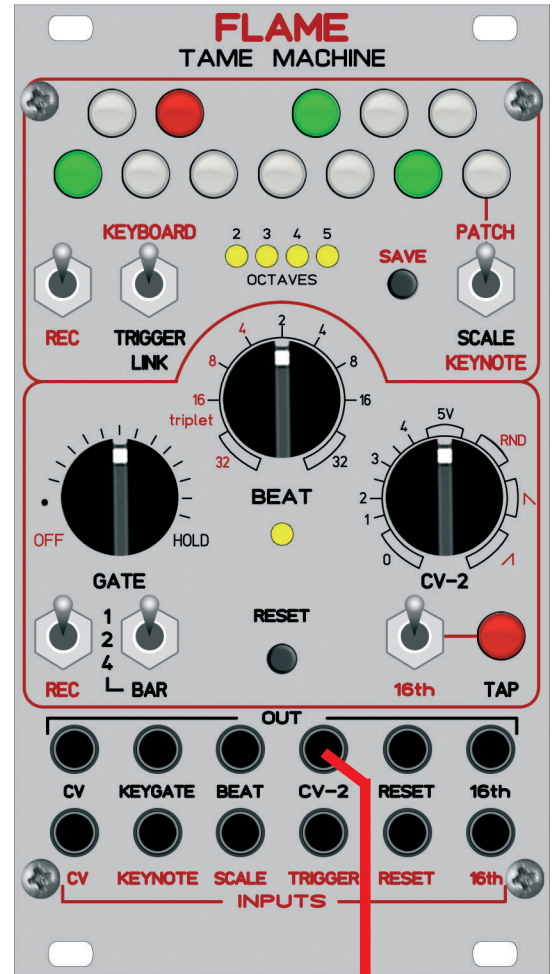 FLAME
TAME MACHINE
KEYBOARD
2 3 4 5
OCTAVES
SAVE
PATCH
REC
TRIGGER
LINK
SCALE
KEYNOTE
2
4 4
8 8
16 16
triplet
32 32
BEAT
OFF
HOLD
GATE
5V
4
RND
3
2
1
0
CV-2
1
2
4
REC
BAR
RESET
16th
TAP
OUT
CV KEYGATE BEAT CV-2 RESET 16th
CV KEYNOTE SCALE TRIGGER RESET 16th
INPUTS